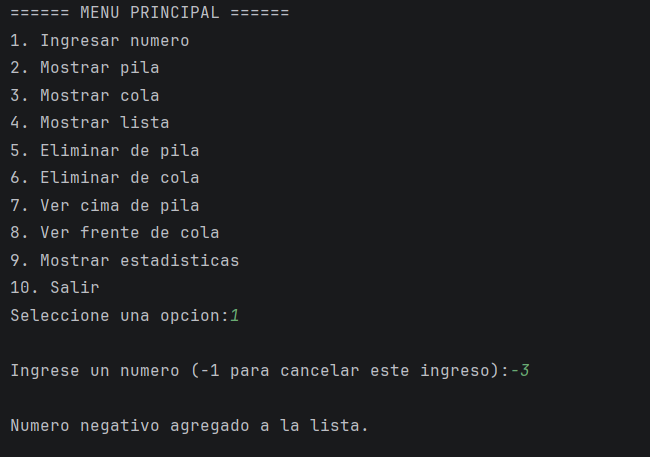 ====== MENU PRINCIPAL ======
1. Ingresar numero
2. Mostrar pila
3. Mostrar cola
4. Mostrar lista
5. Eliminar de pila
6. Eliminar de cola
7. Ver cima de pila
8. Ver frente de cola
9. Mostrar estadisticas
10. Salir
Seleccione una opcion:1
Ingrese un numero (-1 para cancelar este ingreso):-3
Numero negativo agregado a la lista.